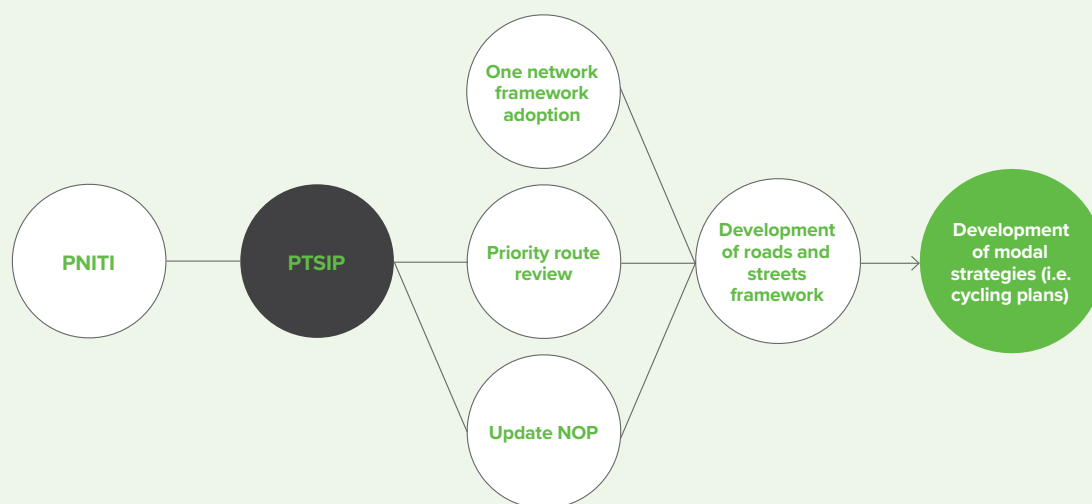 PNITI
PTSIP
One network
framework
adoption
Priority route
review
Update NOP
Development
of roads and
streets
framework
Development
of modal
strategies (i.e.
cycling plans)